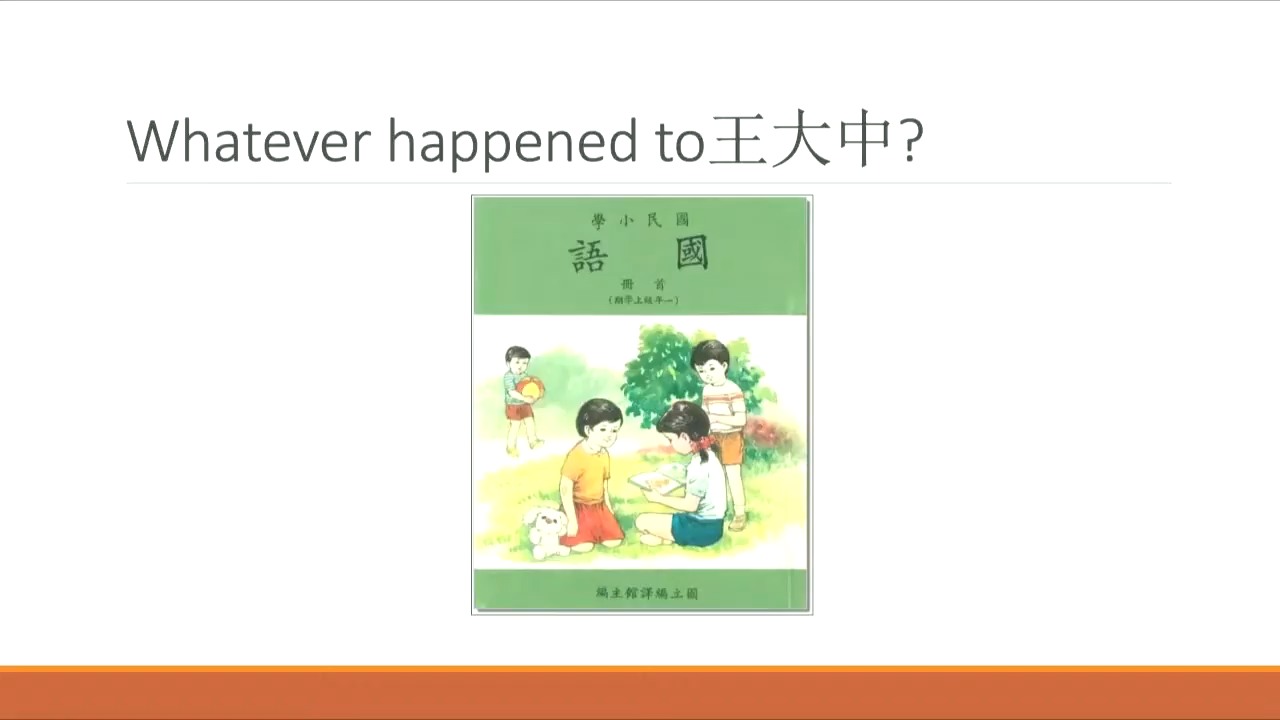 Whatever happened to王大中?
國民小學
國語
首冊
(一年級上學期)
國立編譯館主編